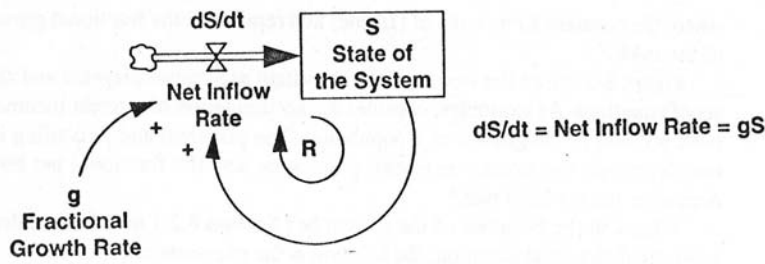 dS/dt
S
State of
the System
Net Inflow
Rate
+
+
R
g
Fractional
Growth Rate
dS/dt = Net Inflow Rate = gS